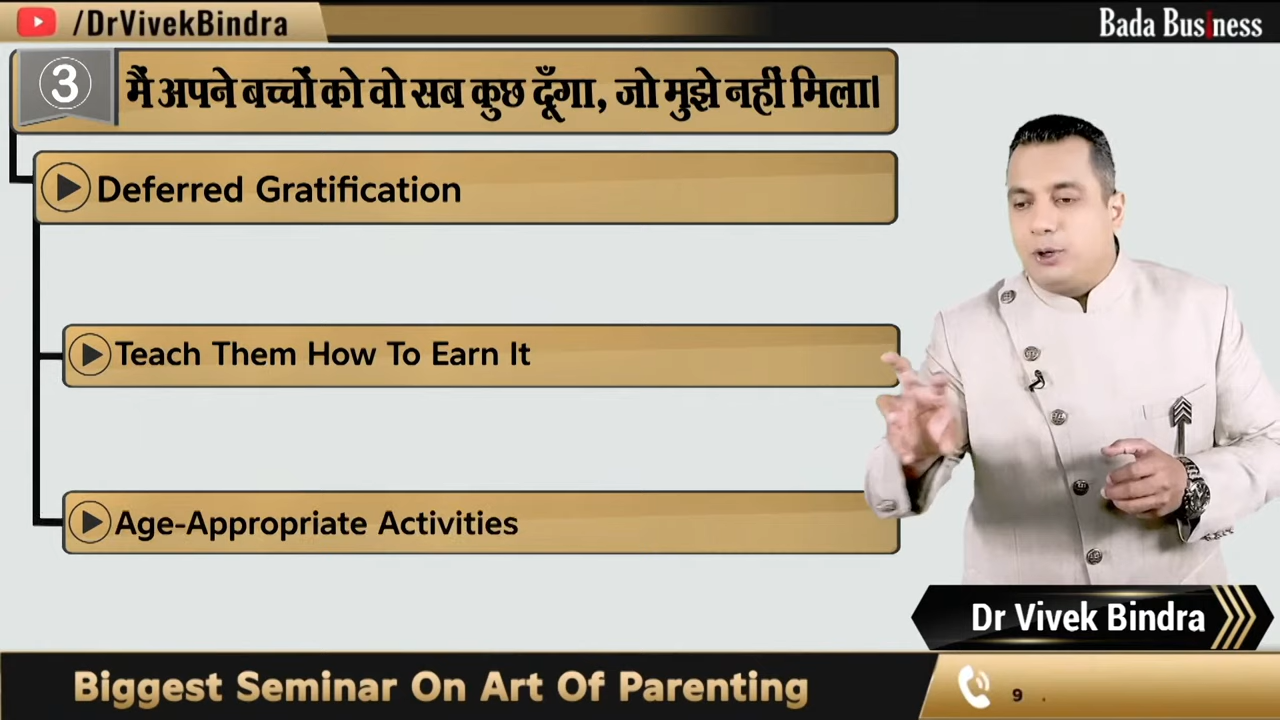 /DrVivekBindra
Bada Business
3 मैं अपने बच्चों को वो सब कुछ दूँगा, जो मुझे नहीं मिला।
Deferred Gratification
Teach Them How To Earn It
Age-Appropriate Activities
Dr Vivek Bindra
Biggest Seminar On Art Of Parenting
9